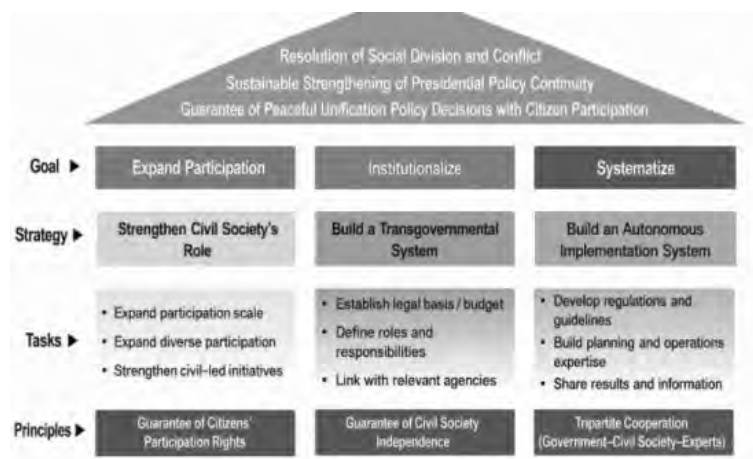 Resolution of Social Division and Conflict
Sustainable Strengthening of Presidential Policy Continuity
Guarantee of Peaceful Unification Policy Decisions with Citizen Participation
Goal ▶
Expand Participation
Institutionalize
Systematize
Strategy ▶
Strengthen Civil Society's
Role
Build a Transgovernmental
System
Build an Autonomous
Implementation System
Tasks ▶
• Expand participation scale
• Expand diverse participation
• Strengthen civil–led initiatives
• Establish legal basis / budget
• Define roles and
responsibilities
• Link with relevant agencies
• Develop regulations and
guidelines
• Build planning and operations
expertise
• Share results and information
Principles ▶
Guarantee of Citizens'
Participation Rights
Guarantee of Civil Society
Independence
Tripartite Cooperation
(Government–Civil Society–Experts)